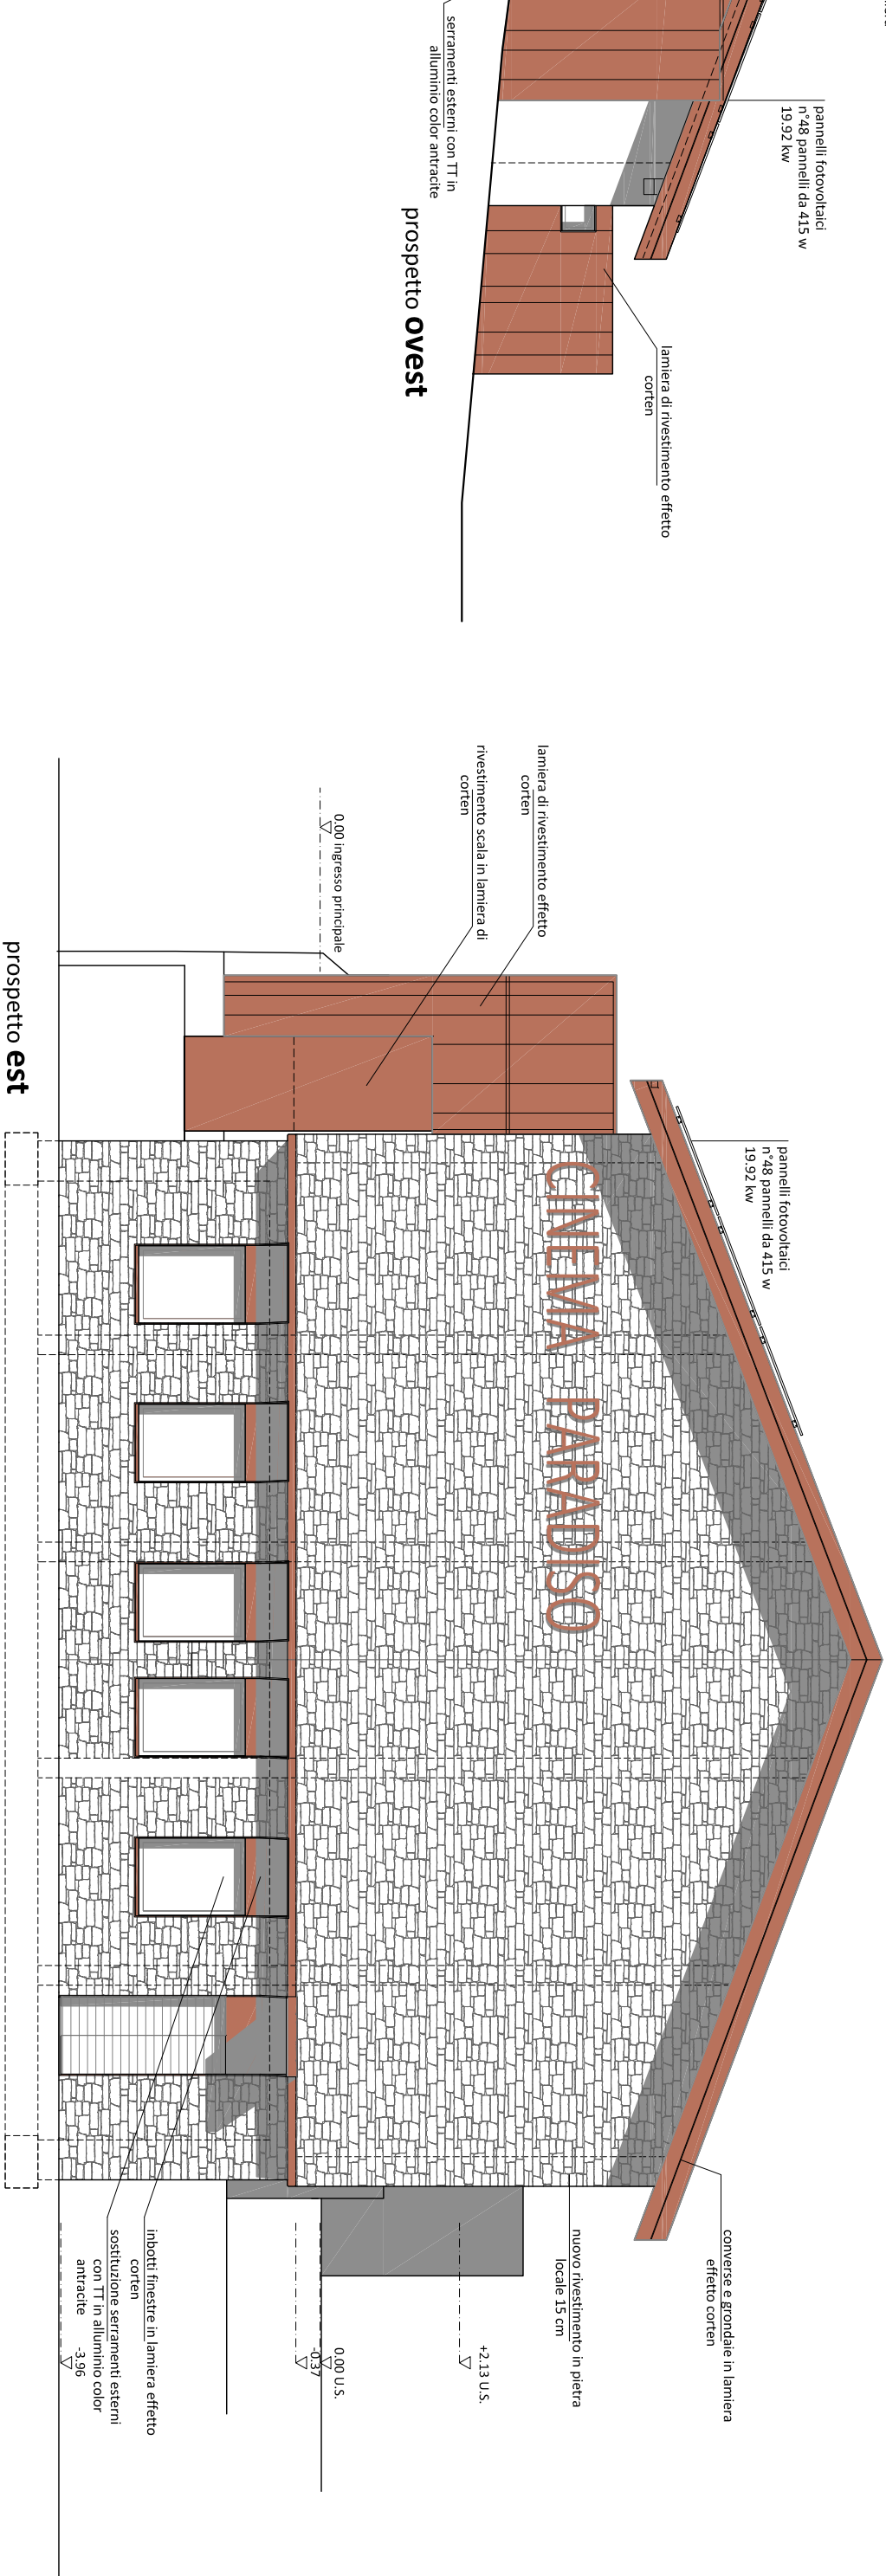 serramenti esterni con TT in
alluminio color antracite
pannelli fotovoltaici
n°48 pannelli da 415 w
19.92 kw
lamiera di rivestimento effetto
corten
prospetto ovest
lamiera di rivestimento effetto
corten
rivestimento scala in lamiera di
corten
0.00 ingresso principale
pannelli fotovoltaici
n°48 pannelli da 415 w
19.92 kw
CINEMA PARADISO
converse e grondaie in lamiera
effetto corten
nuovo rivestimento in pietra
locale 15 cm
+2.13 U.S.
0.00 U.S.
-0.37
inbotti finestre in lamiera effetto
corten
sostituzione serramenti esterni
con TT in alluminio color
antracite
-3.96
prospetto est